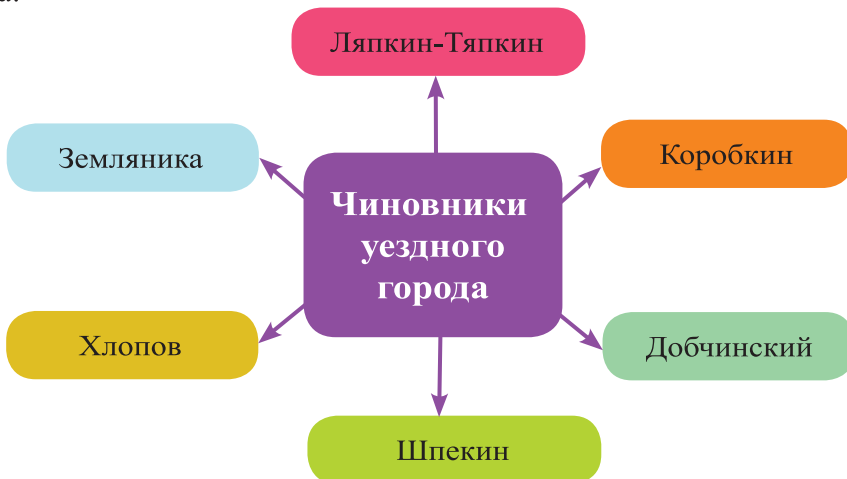 Ляпкин-Тяпкин
Земляника
Коробкин
Чиновники
уездного
города
Хлопов
Добчинский
Шпекин